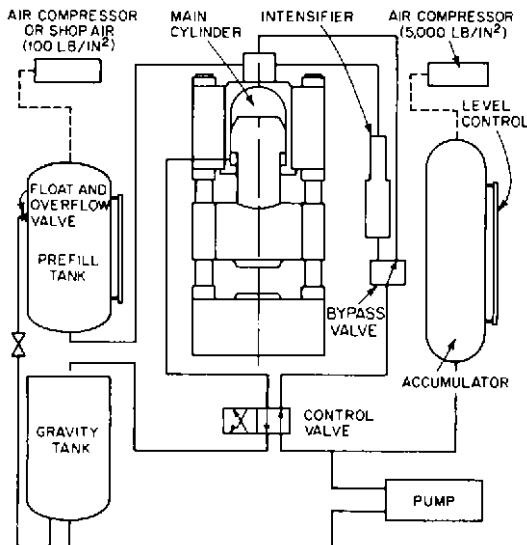 AIR COMPRESSOR
OR SHOP AIR
(100 LB/IN²)
MAIN
CYLINDER
INTENSIFIER
AIR COMPRESSOR
(5,000 LB/IN²)
LEVEL
CONTROL
FLOAT AND
OVERFLOW
VALVE
PREFILL
TANK
BYPASS
VALVE
ACCUMULATOR
GRAVITY
TANK
CONTROL
VALVE
PUMP